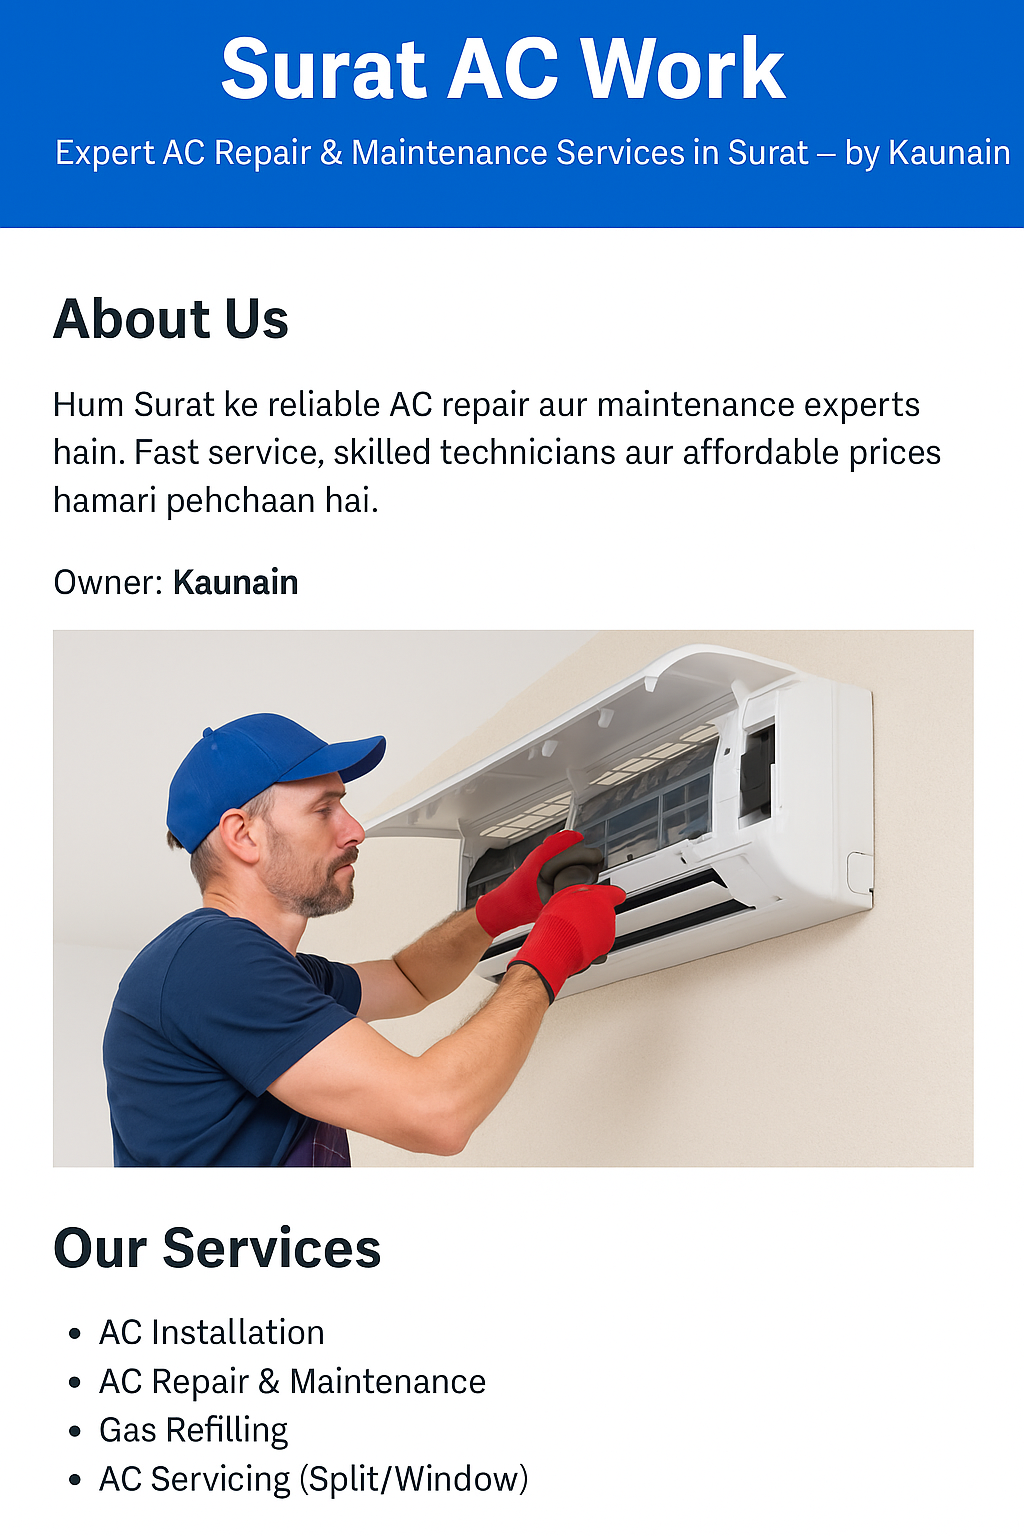 Surat AC Work
Expert AC Repair & Maintenance Services in Surat – by Kaunain
About Us
Hum Surat ke reliable AC repair aur maintenance experts
hain. Fast service, skilled technicians aur affordable prices
hamari pehchaan hai.
Owner: Kaunain
Our Services
• AC Installation
• AC Repair & Maintenance
• Gas Refilling
• AC Servicing (Split/Window)